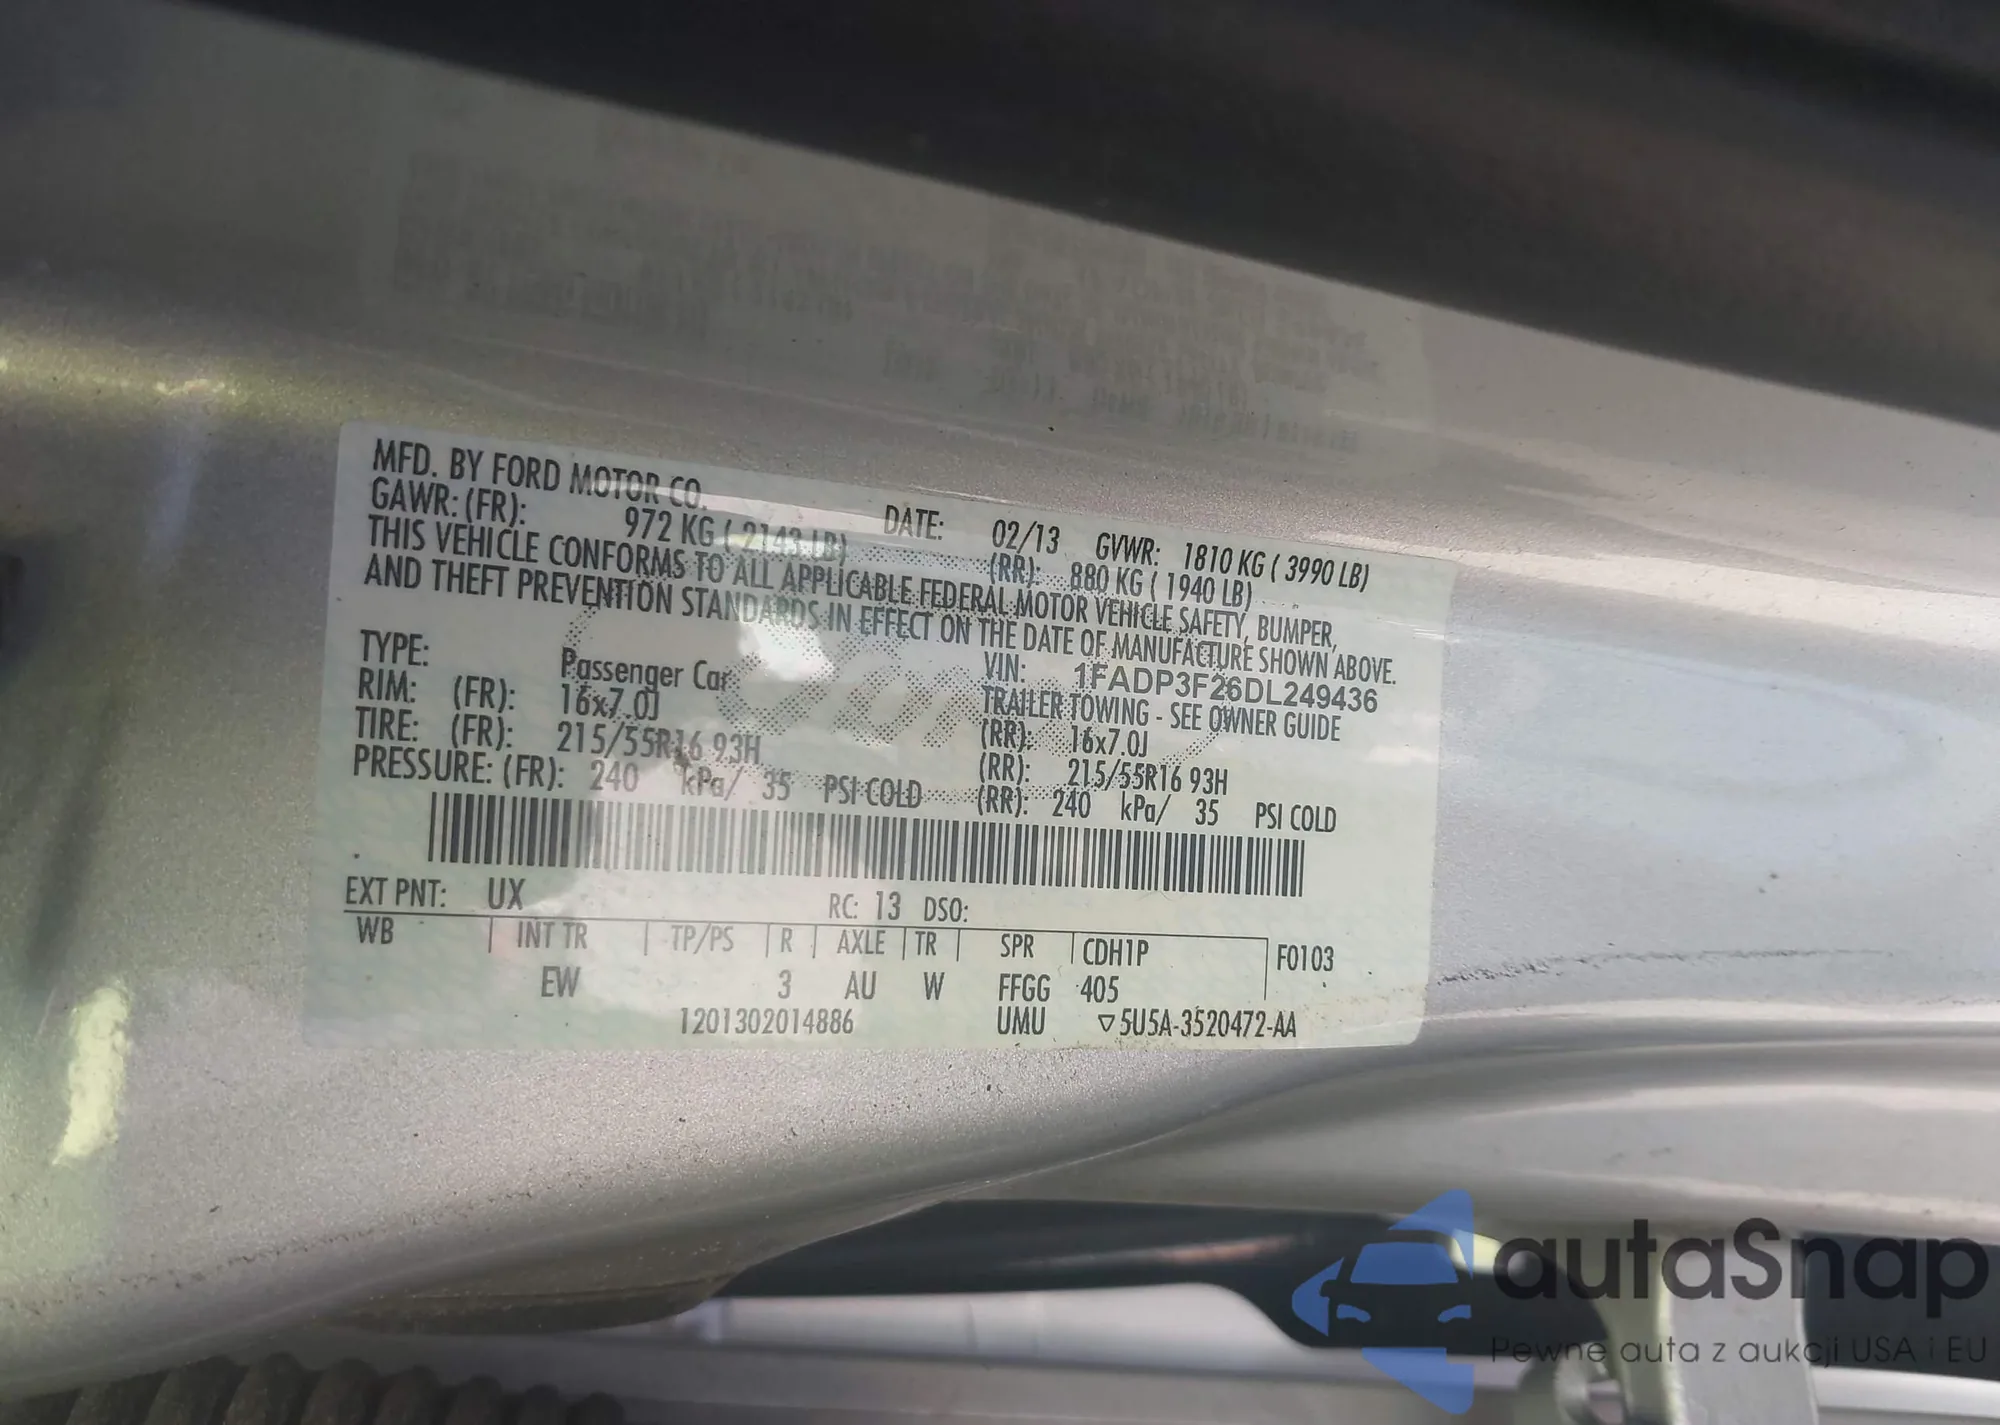 MFD. BY FORD MOTOR CO. DATE: 02/13 GVWR: 1810 KG ( 3990 LB)
GAWR: (FR): 972 KG ( 2143 LB) (RR): 880 KG ( 1940 LB)
THIS VEHICLE CONFORMS TO ALL APPLICABLE FEDERAL MOTOR VEHICLE SAFETY, BUMPER,
AND THEFT PREVENTION STANDARDS IN EFFECT ON THE DATE OF MANUFACTURE SHOWN ABOVE.
VIN: 1FADP3F26DL249436
TYPE: Passenger Car TRAILER TOWING - SEE OWNER GUIDE
RIM: (FR): 16x7.0J (RR): 16x7.0J
TIRE: (FR): 215/55R16 93H (RR): 215/55R16 93H
PRESSURE: (FR): 240 kPa/ 35 PSI COLD (RR): 240 kPa/ 35 PSI COLD
EXT PNT: UX RC: 13 DSO:
WB INT TR TP/PS R AXLE TR SPR CDH1P F0103
EW 3 AU W FFGG 405
1201302014886 UMU ▽5U5A-3520472-AA
autaSnap
Pewne auta z aukcji USA i EU